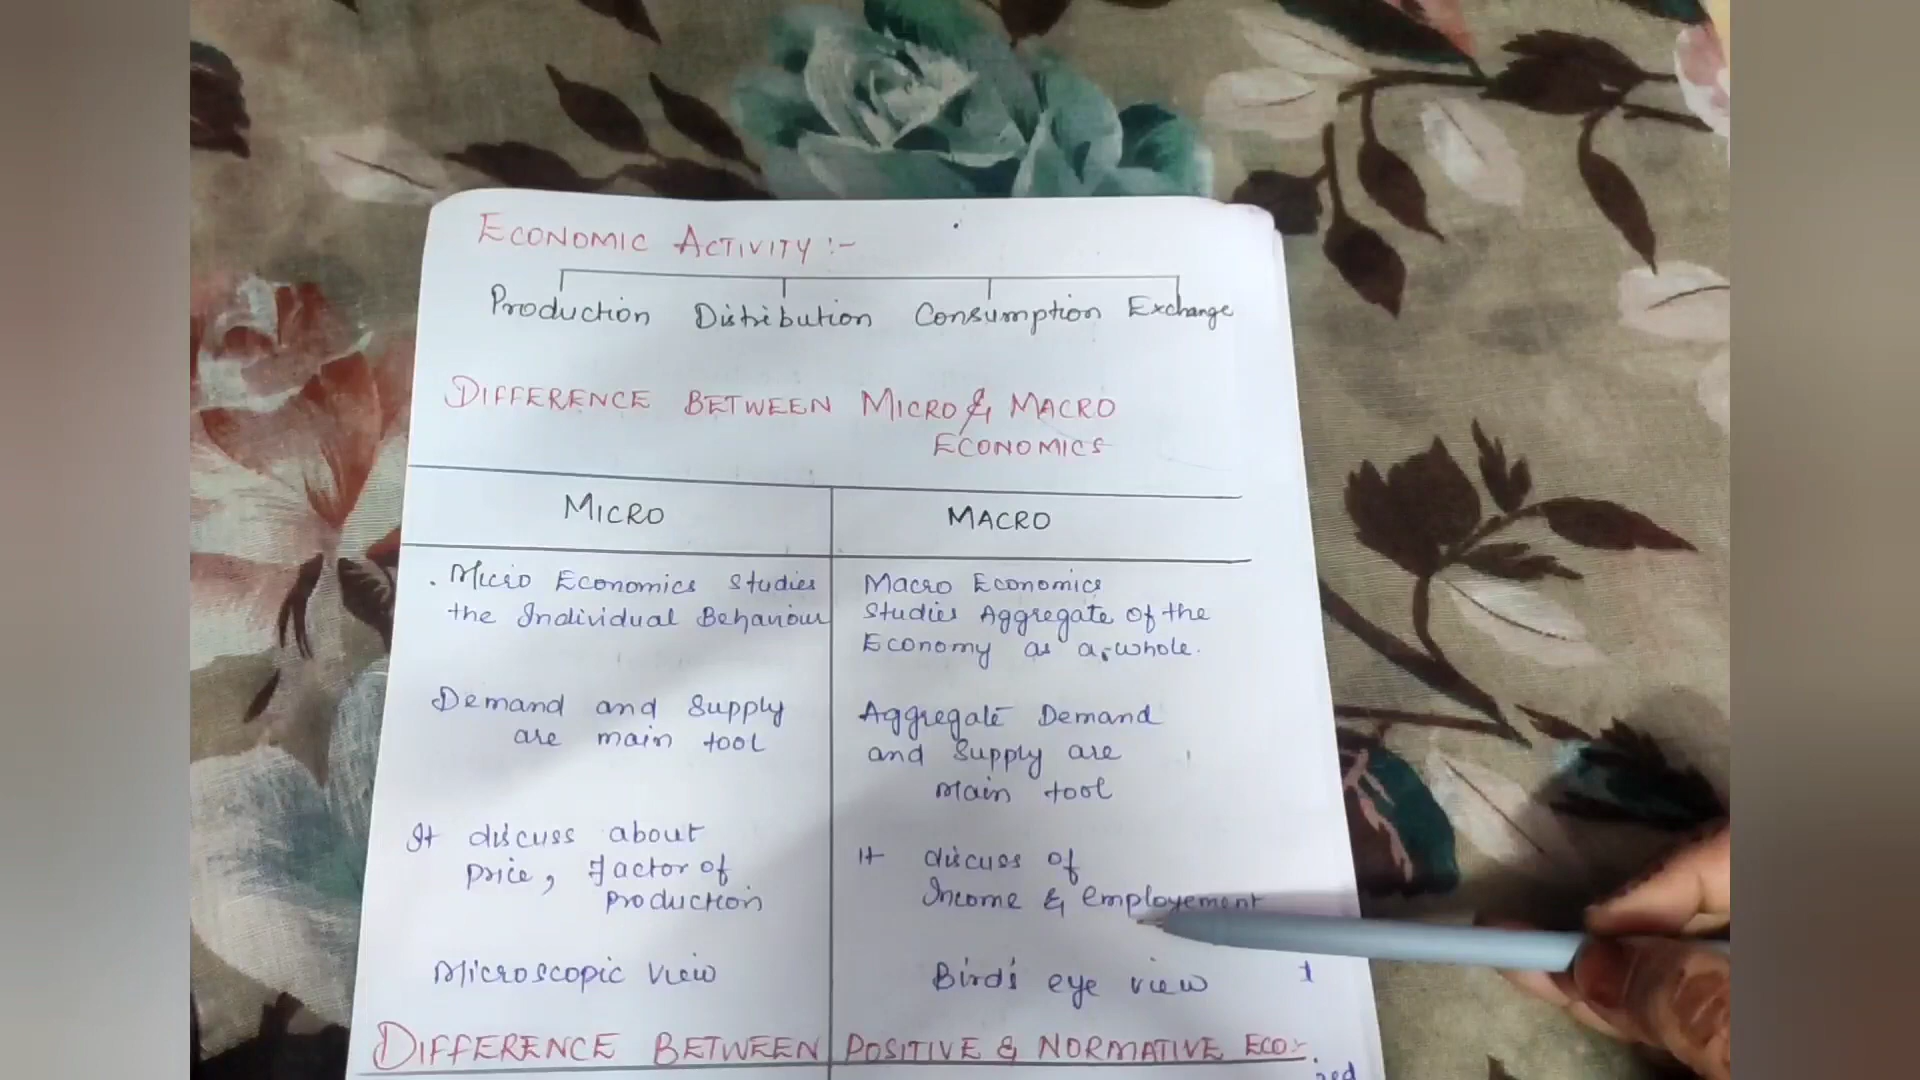 ECONOMIC ACTIVITY :-
Production Distribution Consumption Exchange
DIFFERENCE BETWEEN MICRO & MACRO
ECONOMICS
MICRO
. Micro Economics studies
the Individual Behaviour
Demand and Supply
are main tool
It discuss about
price, factor of
production
Microscopic view
MACRO
Macro Economics
studies Aggregate of the
Economy as a whole.
Aggregate Demand
and Supply are
main tool
It discuss of
Income & employement
Bird's eye view
DIFFERENCE BETWEEN POSITIVE & NORMATIVE ECO:-